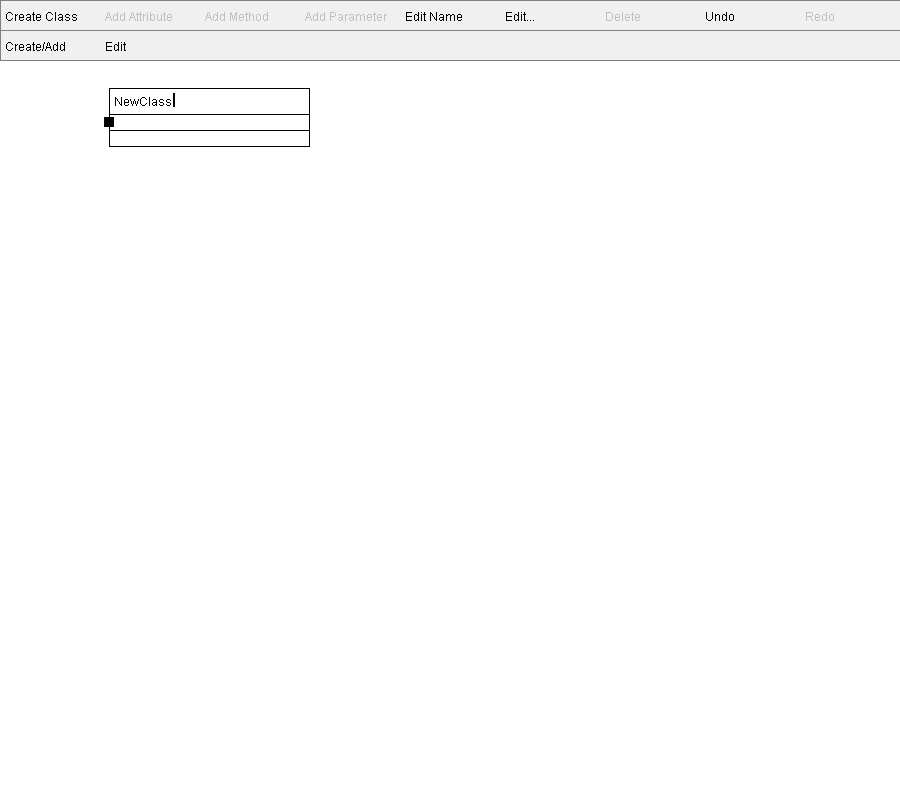 Create Class Add Attribute Add Method Add Parameter Edit Name Edit... Delete Undo Redo
Create/Add Edit
NewClass